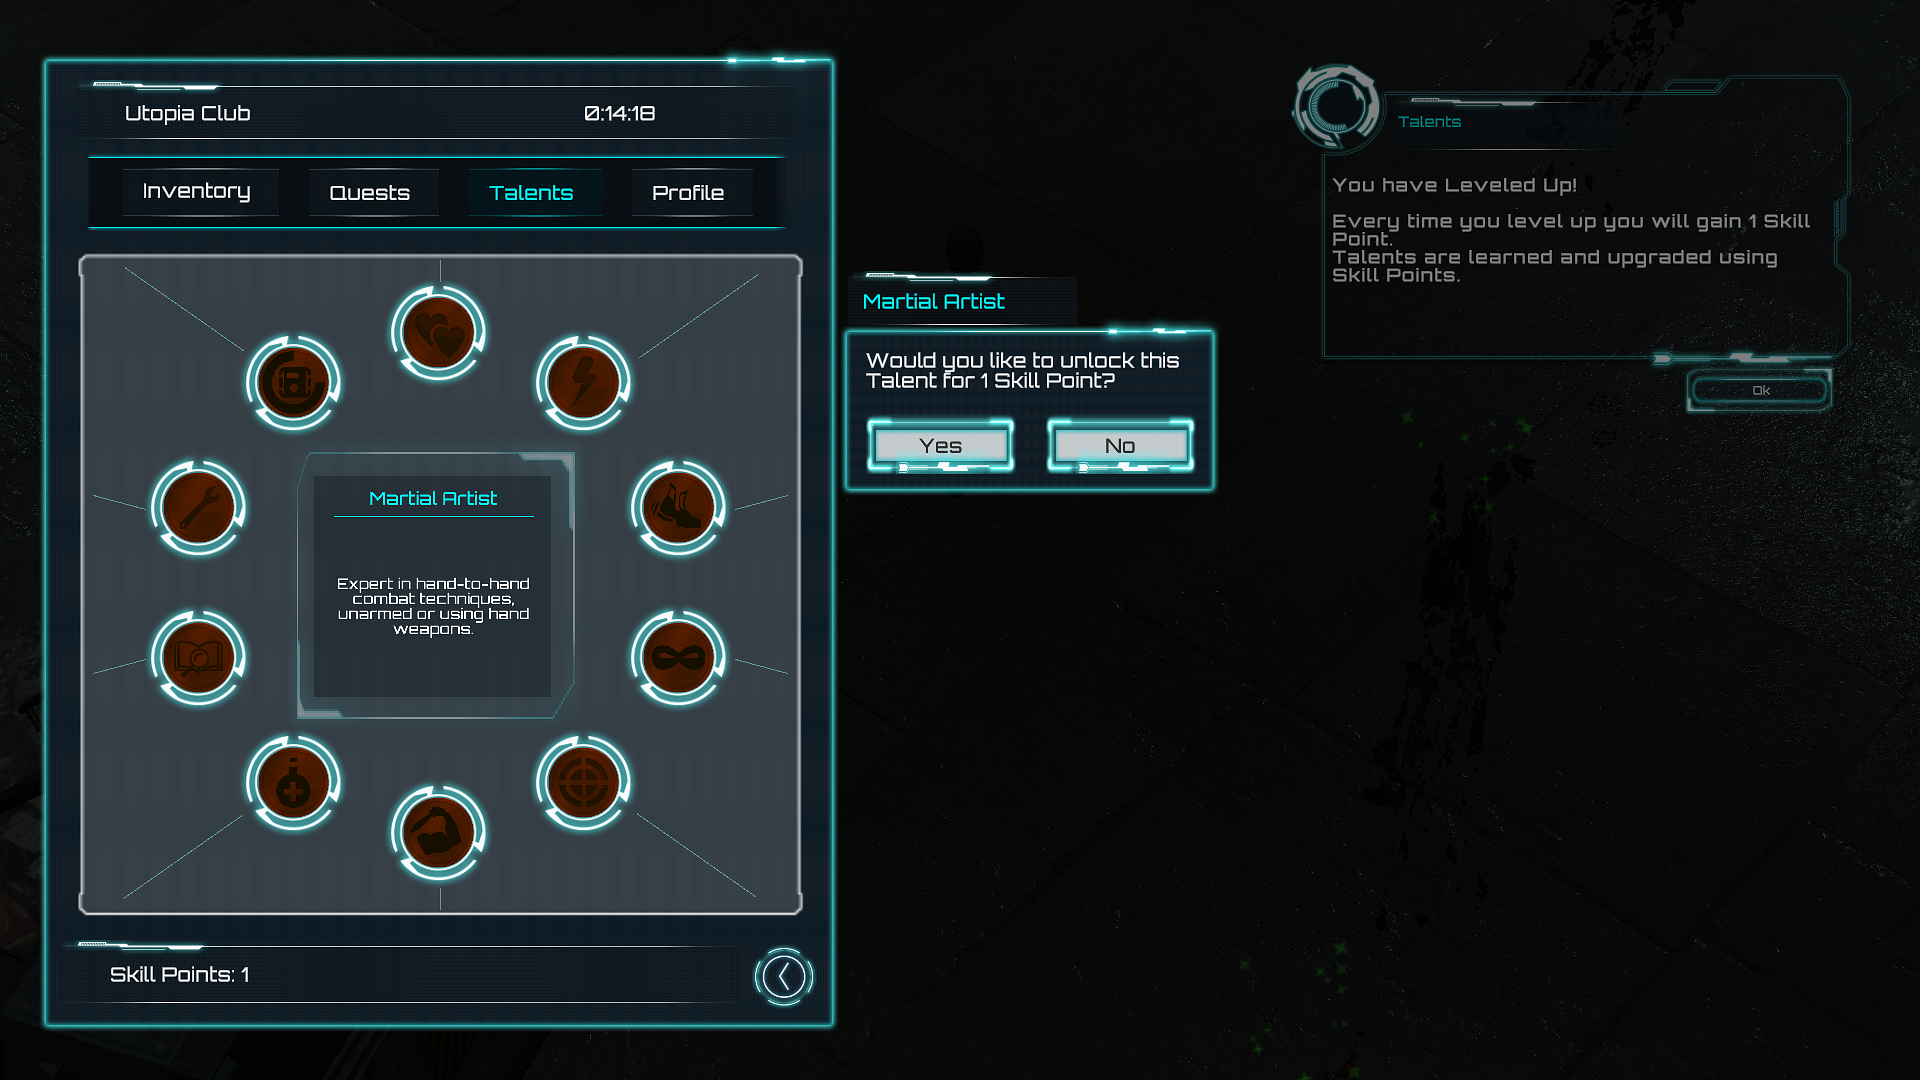 Utopia Club
0:14:18
Inventory
Quests
Talents
Profile
Martial Artist
Expert in hand-to-hand
combat techniques,
unarmed or using hand
weapons.
Skill Points: 1
Martial Artist
Would you like to unlock this
Talent for 1 Skill Point?
Yes
No
Talents
You have Leveled Up!
Every time you level up you will gain 1 Skill
Point.
Talents are learned and upgraded using
Skill Points.
Ok